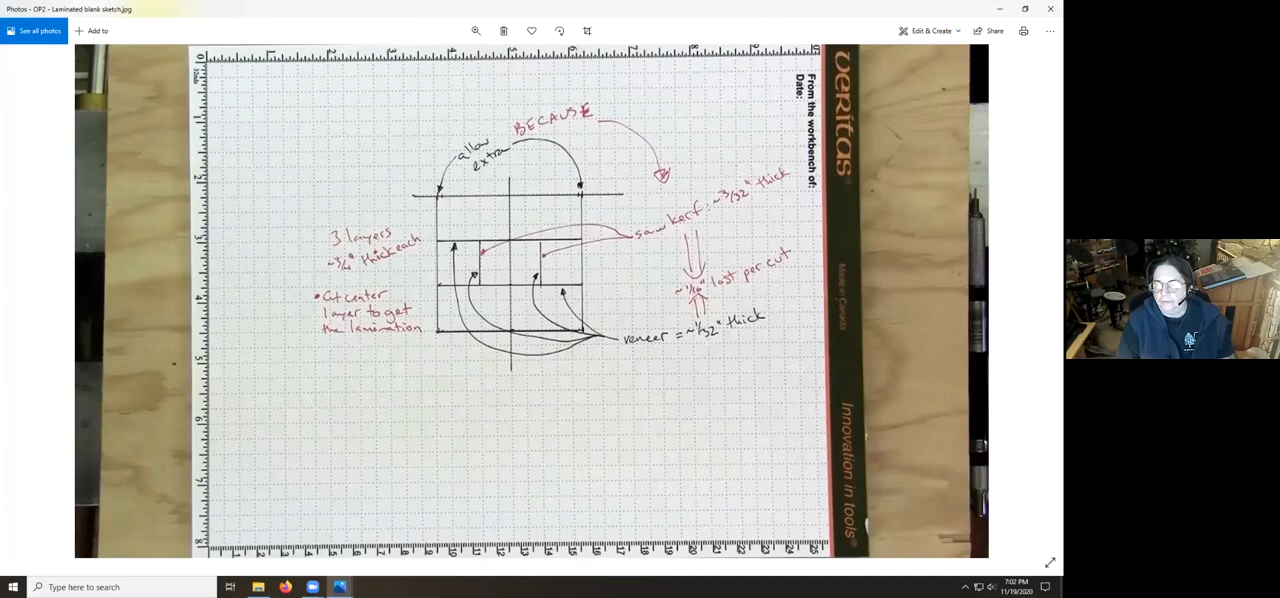 Photos - OP2 - Laminated blank sketch.jpg
See all photos
Add to
Edit & Create
Share
From the workbench of:
Date:
veritas
Made in Canada
Innovation in tools
BECAUSE
allow
extra
3 layers
~3/4" thick each
• Cut center
layer to get
the lamination
saw kerf: ~3/32" thick
~1/16" lost per cut
veneer = ~1/32" thick
Type here to search
7:02 PM
11/19/2020